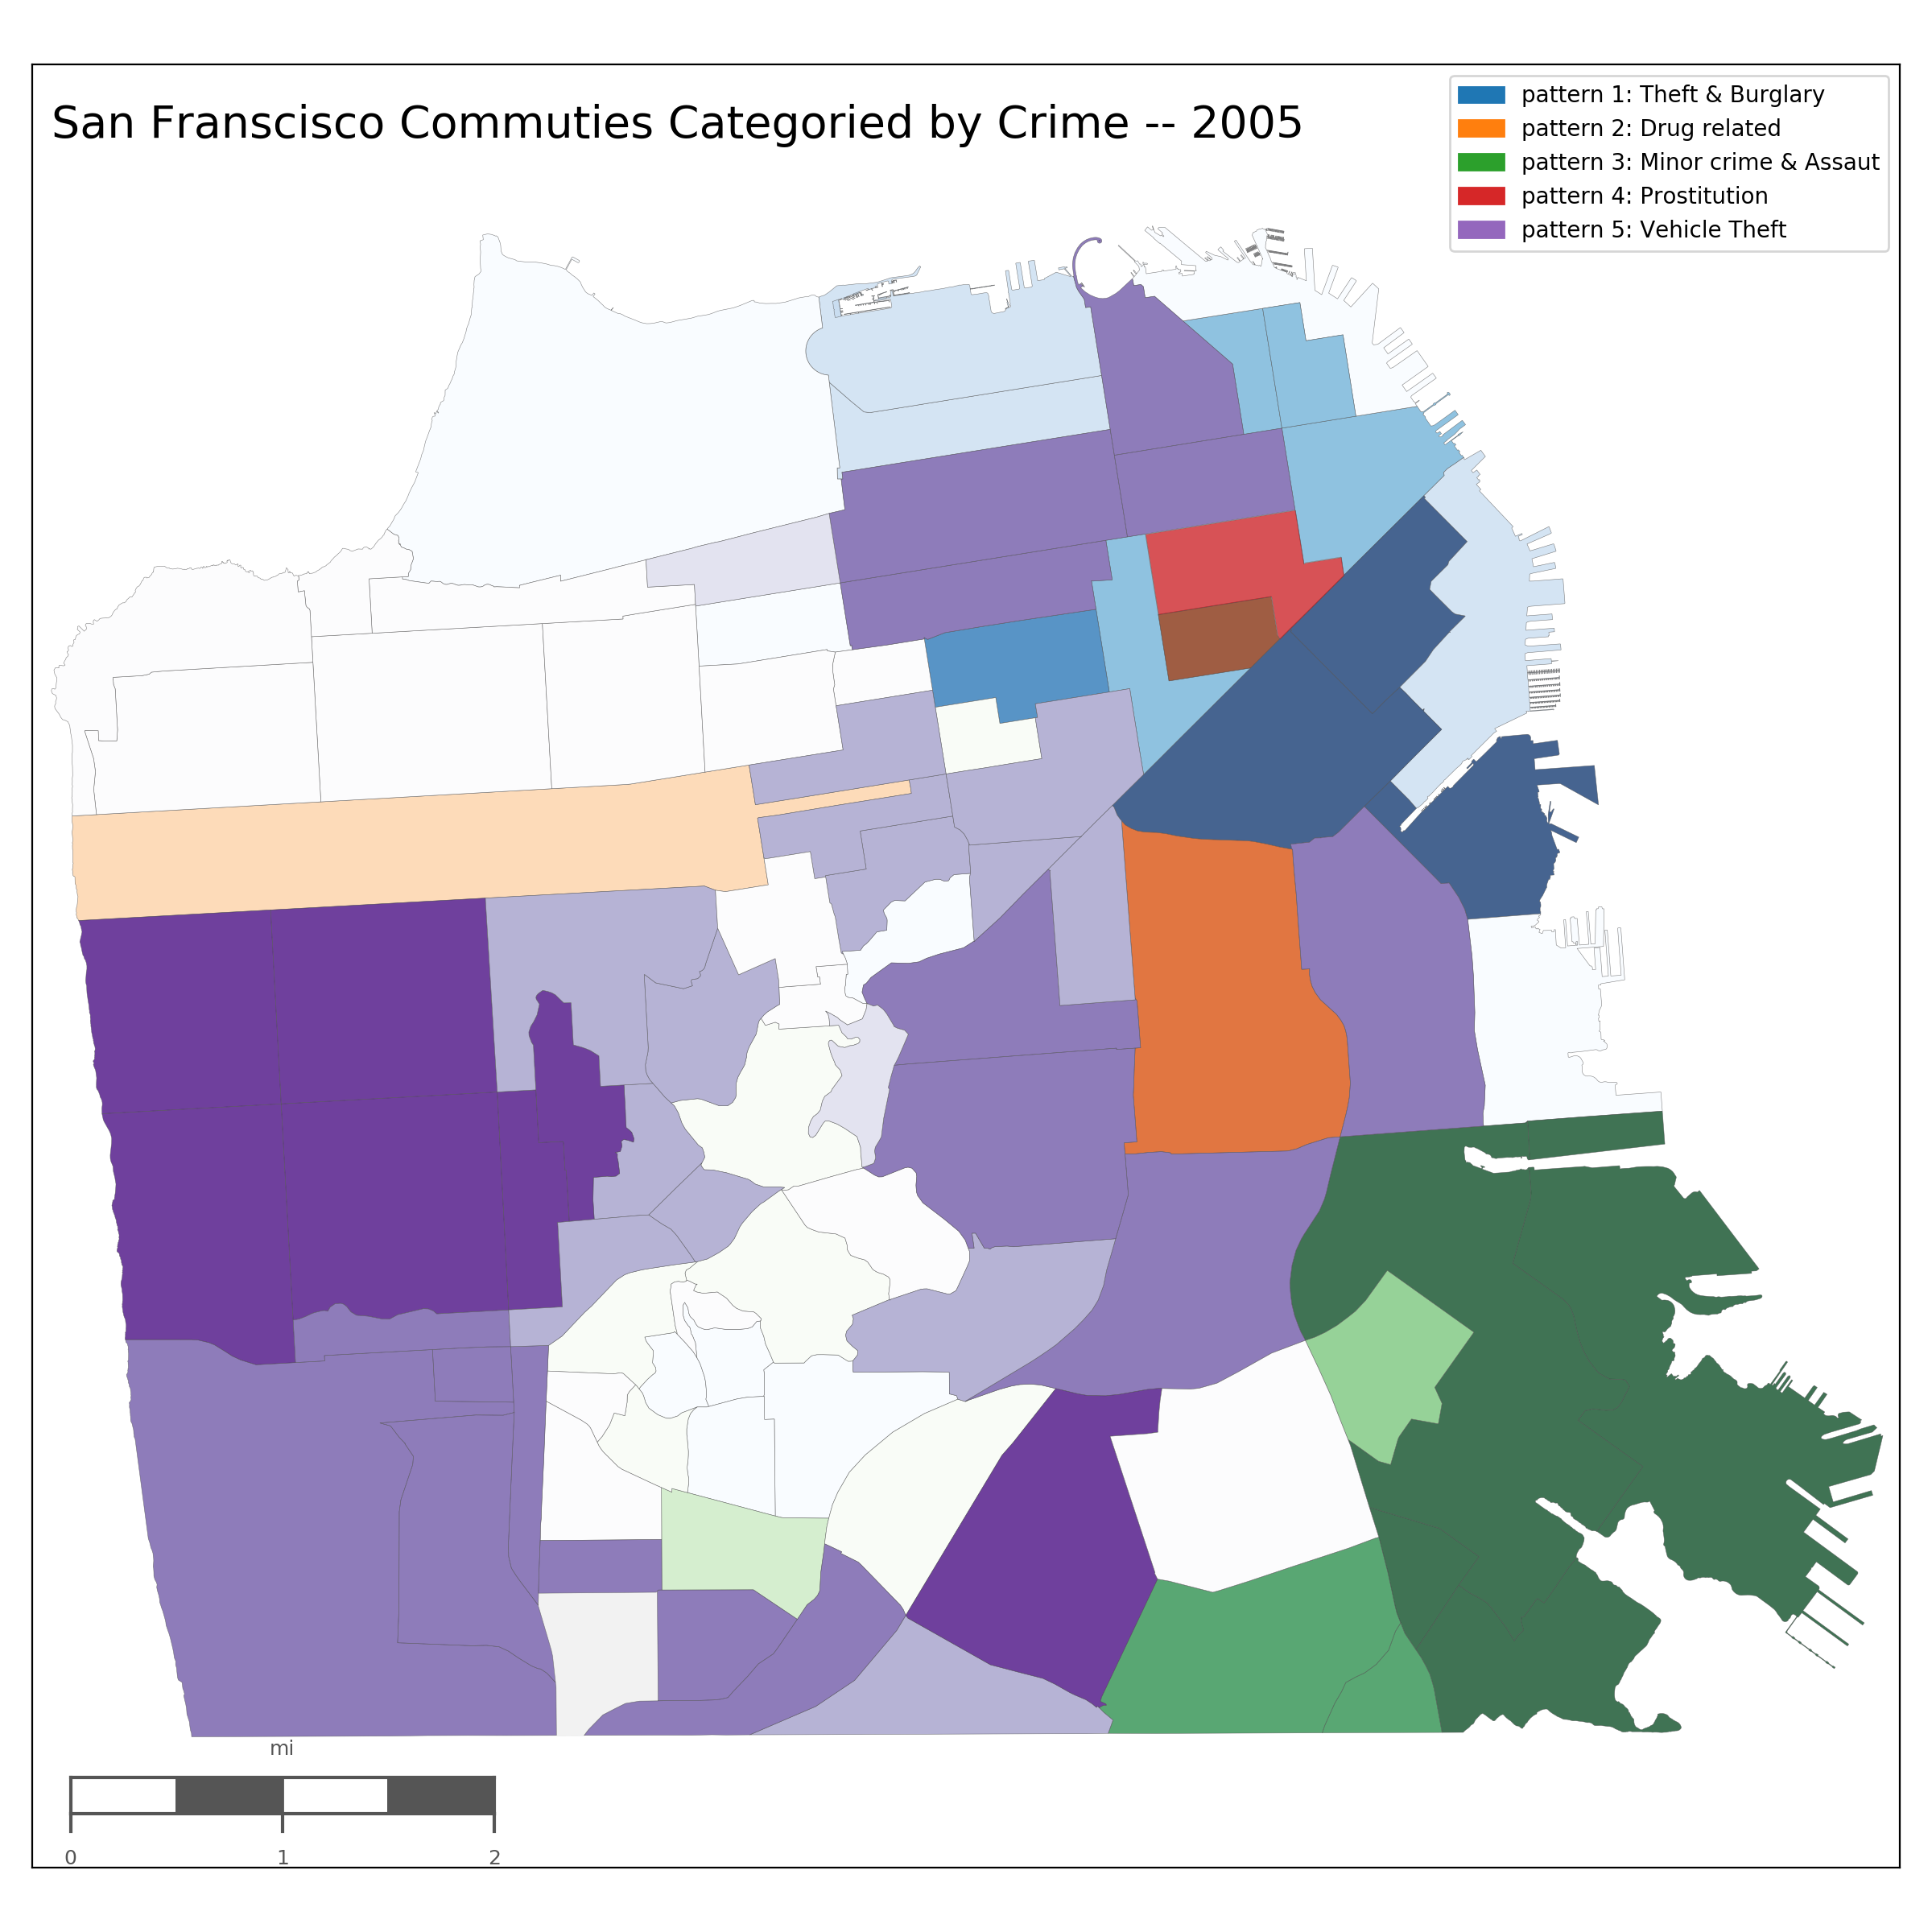 San Franscisco Commuties Categoried by Crime -- 2005
pattern 1: Theft & Burglary
pattern 2: Drug related
pattern 3: Minor crime & Assaut
pattern 4: Prostitution
pattern 5: Vehicle Theft
mi
0 1 2